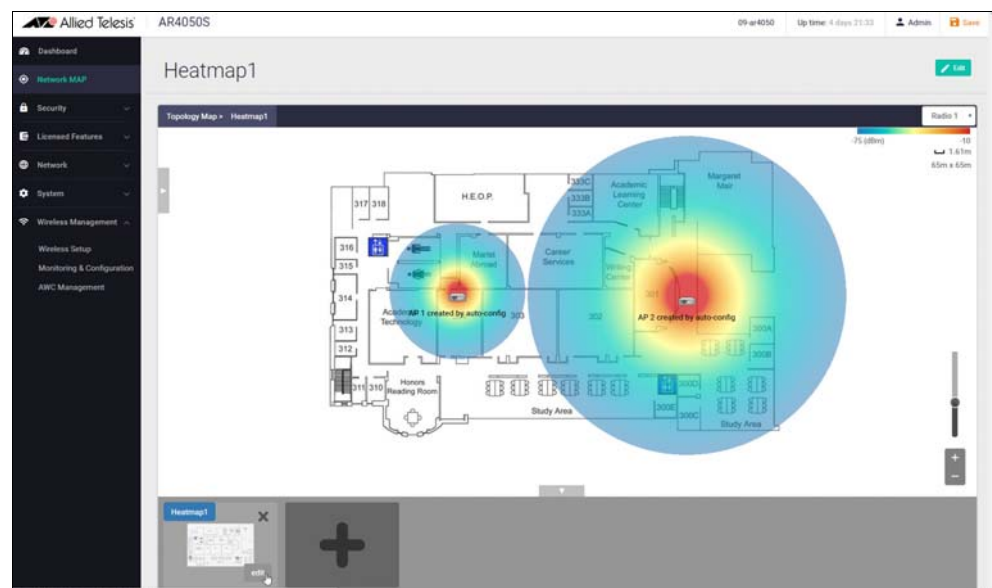 Allied Telesis
AR4050S
09-ar4050
Up time: 4 days 21:33
Admin
Save
Dashboard
Network MAP
Security
Licensed Features
Network
System
Wireless Management
Wireless Setup
Monitoring & Configuration
AWC Management
Heatmap1
Edit
Topology Map > Heatmap1
Radio 1
-75 (dBm)
-10
1.61m
65m x 65m
317 318
H.E.O.P.
333C
333B
333A
Academic
Learning
Center
Margaret
Mair
316
315
314
313
312
311 310
Marist
Abroad
Career
Services
Writing
Center
Academic
Technology
AP 1 created by auto-config
303
302
301
AP 2 created by auto-config
300A
300B
300D
300E
300C
Honors
Reading Room
Study Area
Study Area
Heatmap1
edit